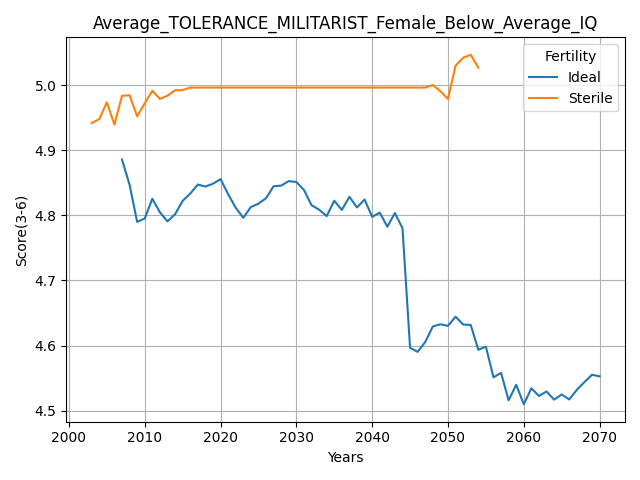 Average_TOLERANCE_MILITARIST_Female_Below_Average_IQ
Fertility
Ideal
Sterile
Score(3-6)
5.0
4.9
4.8
4.7
4.6
4.5
2000 2010 2020 2030 2040 2050 2060 2070
Years